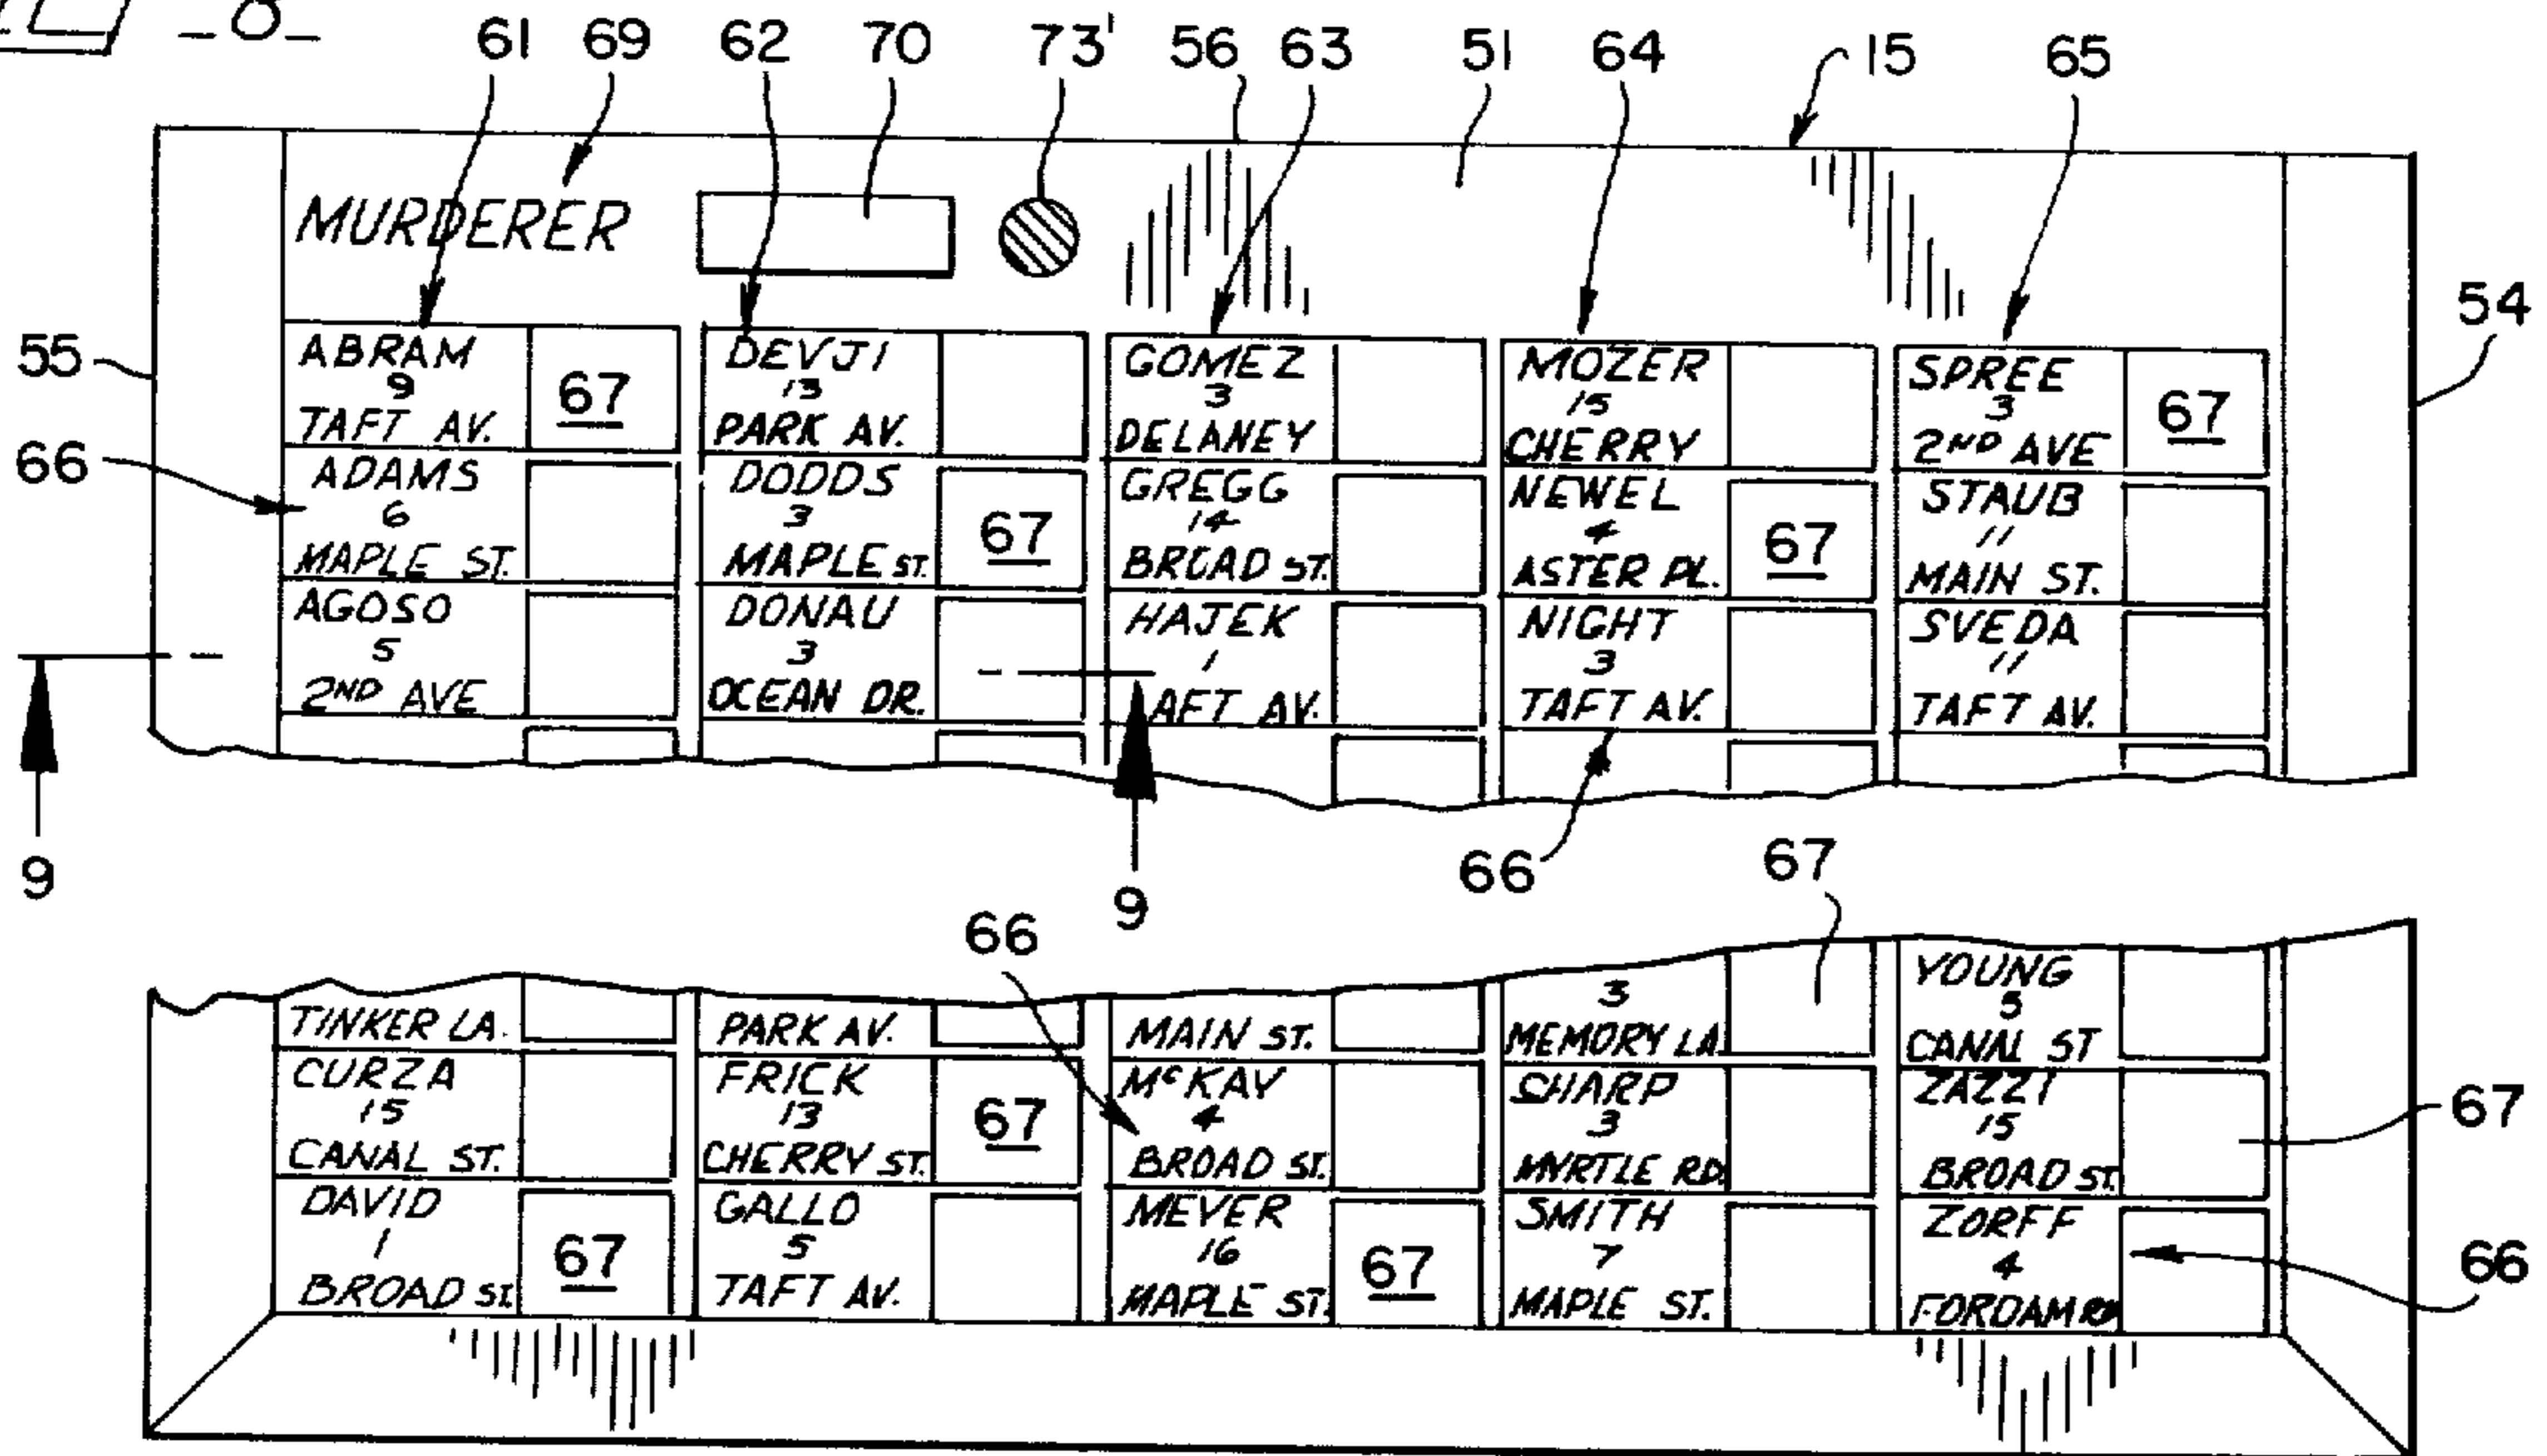 -8-
61 69 62 70 73' 56 63 51 64 15 65
MURDERER
54
55
66
ABRAM
9
TAFT AV.
67
DEVJI
13
PARK AV.
GOMEZ
3
DELANEY
MOZER
15
CHERRY
SPREE
3
2ND AVE
67
ADAMS
6
MAPLE ST.
DODDS
3
MAPLE ST.
67
GREGG
14
BROAD ST.
NEWEL
4
ASTER PL.
67
STAUB
11
MAIN ST.
AGOSO
5
2ND AVE
DONAU
3
OCEAN DR.
HAJEK
1
AFT AV.
NIGHT
3
TAFT AV.
SVEDA
11
TAFT AV.
9
9
66
67
66
TINKER LA.
PARK AV.
MAIN ST.
3
MEMORY LA.
YOUNG
5
CANAL ST
CURZA
15
CANAL ST.
FRICK
13
CHERRY ST.
67
McKAY
4
BROAD ST.
SHARP
3
MYRTLE RD.
ZAZZI
15
BROAD ST.
67
DAVID
1
BROAD ST.
67
GALLO
5
TAFT AV.
MEYER
16
MAPLE ST.
67
SMITH
7
MAPLE ST.
ZORFF
4
FORDAM RD
66